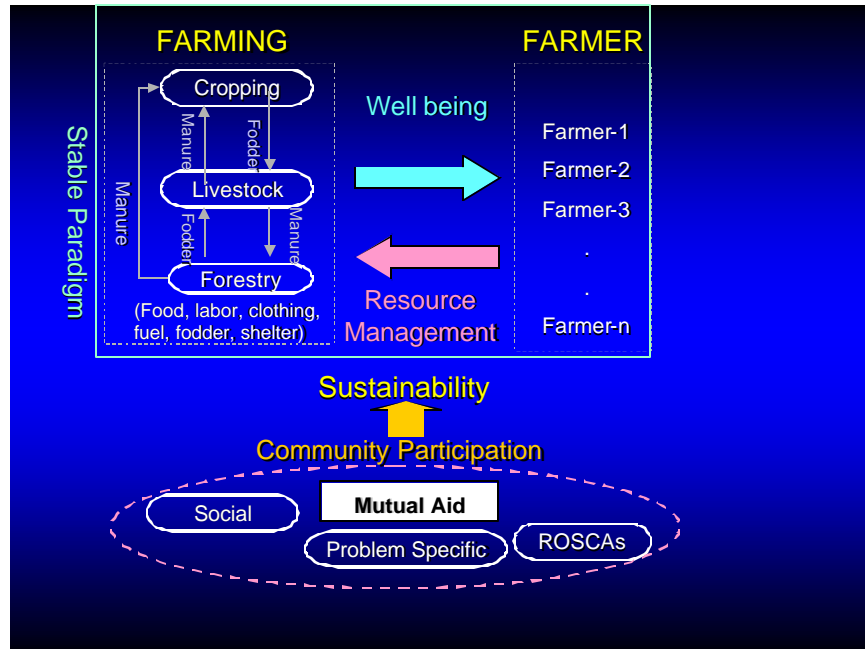 FARMING
FARMER
Stable Paradigm
Cropping
Manure
Manure
Fodder
Livestock
Fodder
Manure
Forestry
(Food, labor, clothing,
fuel, fodder, shelter)
Well being
Resource
Management
Farmer-1
Farmer-2
Farmer-3
.
.
Farmer-n
Sustainability
Community Participation
Social
Mutual Aid
Problem Specific
ROSCAs